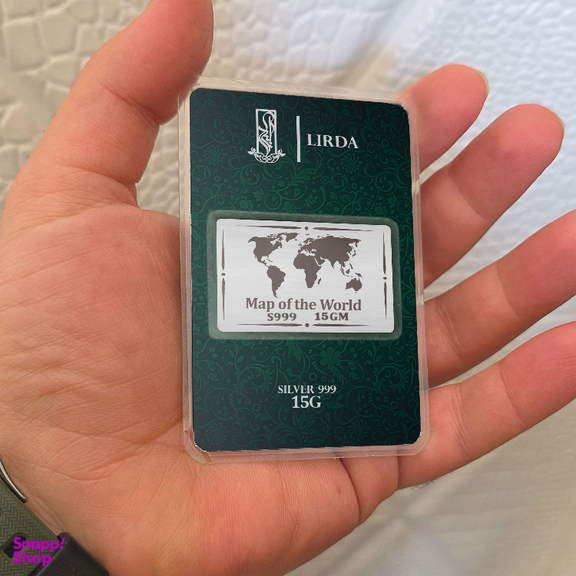 LIRDA
Map of the World
S999 15GM
SILVER 999
15G
Snapp!
Shop